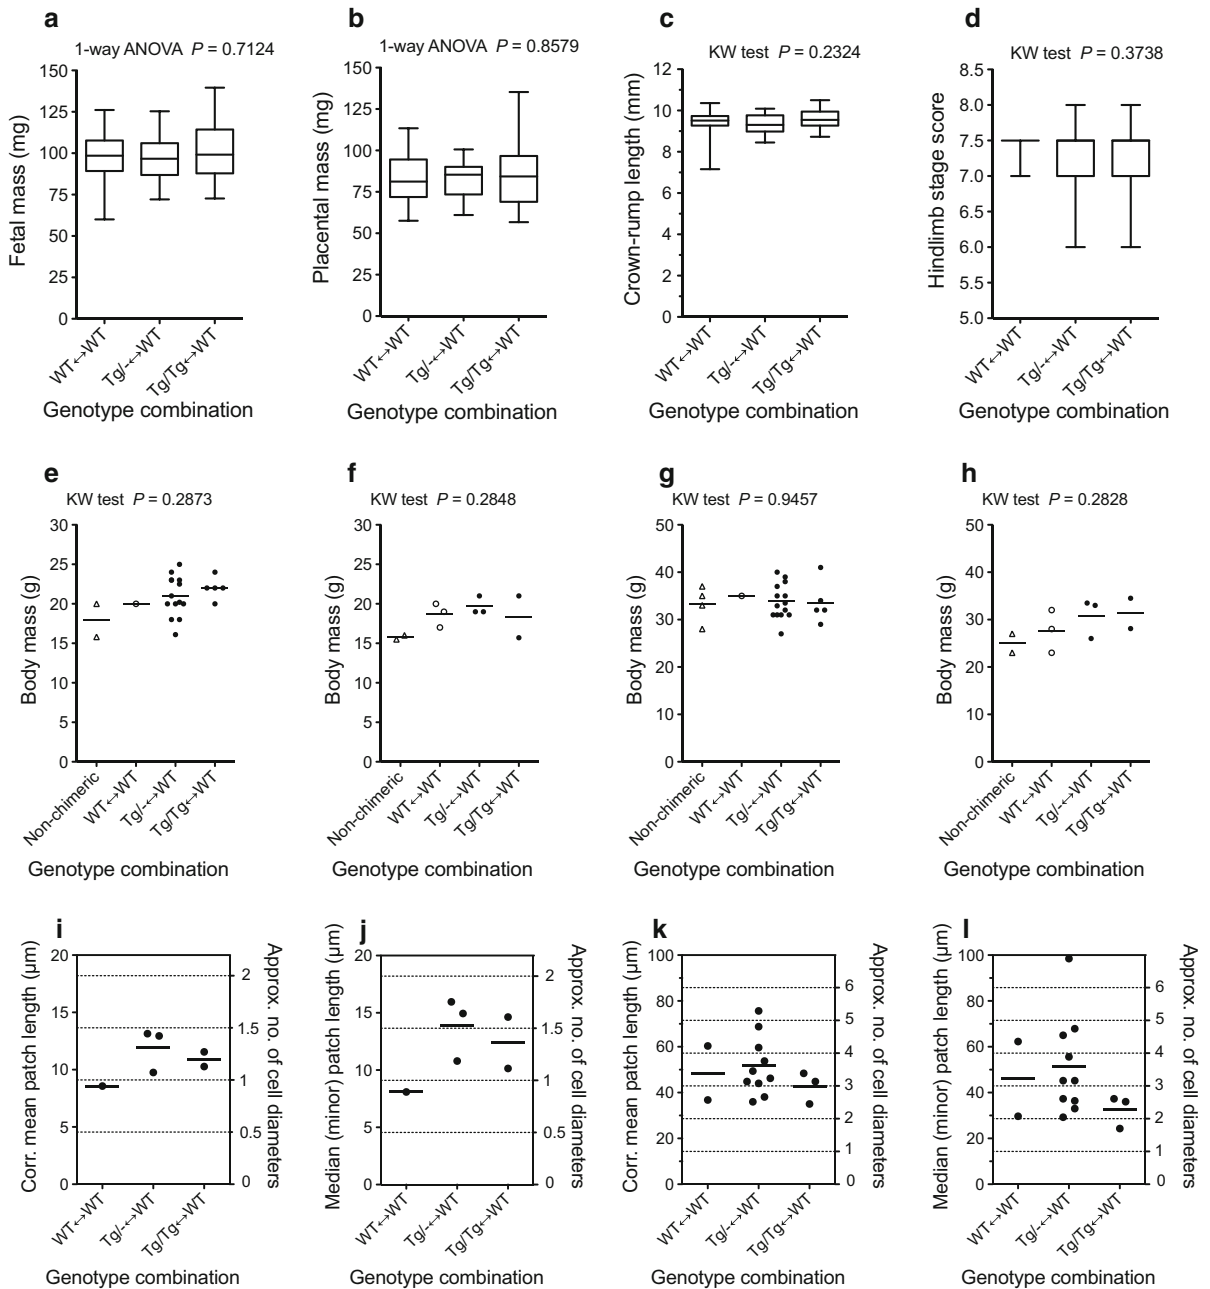 a
1-way ANOVA P = 0.7124
Fetal mass (mg)
150
125
100
75
50
25
0
WT↔WT
Tg/-↔WT
Tg/Tg↔WT
Genotype combination
b
1-way ANOVA P = 0.8579
Placental mass (mg)
150
125
100
75
50
25
0
WT↔WT
Tg/-↔WT
Tg/Tg↔WT
Genotype combination
c
KW test P = 0.2324
Crown-rump length (mm)
12
10
8
6
4
2
0
WT↔WT
Tg/-↔WT
Tg/Tg↔WT
Genotype combination
d
KW test P = 0.3738
Hindlimb stage score
8.5
8.0
7.5
7.0
6.5
6.0
5.5
5.0
WT↔WT
Tg/-↔WT
Tg/Tg↔WT
Genotype combination
e
KW test P = 0.2873
Body mass (g)
30
25
20
15
10
5
0
Non-chimeric
WT↔WT
Tg/-↔WT
Tg/Tg↔WT
Genotype combination
f
KW test P = 0.2848
Body mass (g)
30
25
20
15
10
5
0
Non-chimeric
WT↔WT
Tg/-↔WT
Tg/Tg↔WT
Genotype combination
g
KW test P = 0.9457
Body mass (g)
50
40
30
20
10
0
Non-chimeric
WT↔WT
Tg/-↔WT
Tg/Tg↔WT
Genotype combination
h
KW test P = 0.2828
Body mass (g)
50
40
30
20
10
0
Non-chimeric
WT↔WT
Tg/-↔WT
Tg/Tg↔WT
Genotype combination
i
Corr. mean patch length (µm)
20
15
10
5
0
2
1.5
1
0.5
0
Approx. no. of cell diameters
WT↔WT
Tg/-↔WT
Tg/Tg↔WT
Genotype combination
j
Median (minor) patch length (µm)
20
15
10
5
0
2
1.5
1
0.5
0
Approx. no. of cell diameters
WT↔WT
Tg/-↔WT
Tg/Tg↔WT
Genotype combination
k
Corr. mean patch length (µm)
100
80
60
40
20
0
6
5
4
3
2
1
0
Approx. no. of cell diameters
WT↔WT
Tg/-↔WT
Tg/Tg↔WT
Genotype combination
l
Median (minor) patch length (µm)
100
80
60
40
20
0
6
5
4
3
2
1
0
Approx. no. of cell diameters
WT↔WT
Tg/-↔WT
Tg/Tg↔WT
Genotype combination